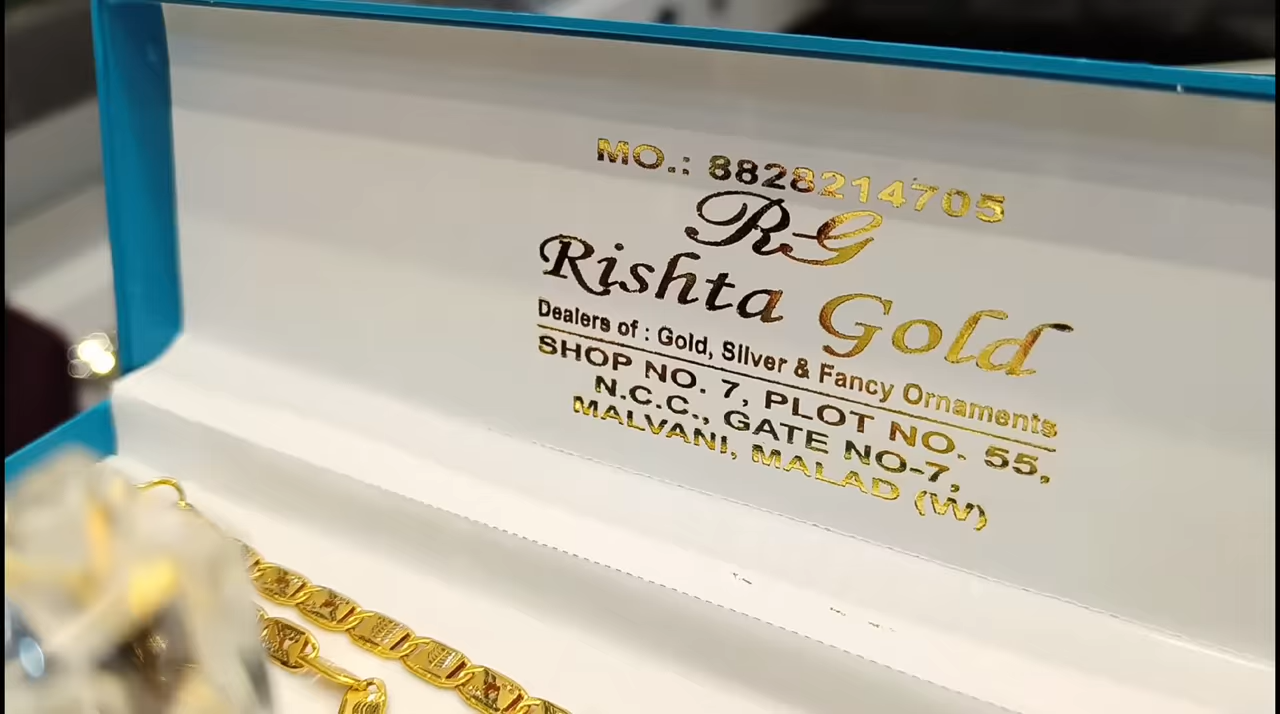 MO.: 8828214705
RG
Rishta Gold
Dealers of : Gold, Silver & Fancy Ornaments
SHOP NO. 7, PLOT NO. 55,
N.C.C., GATE NO-7,
MALVANI, MALAD (W)